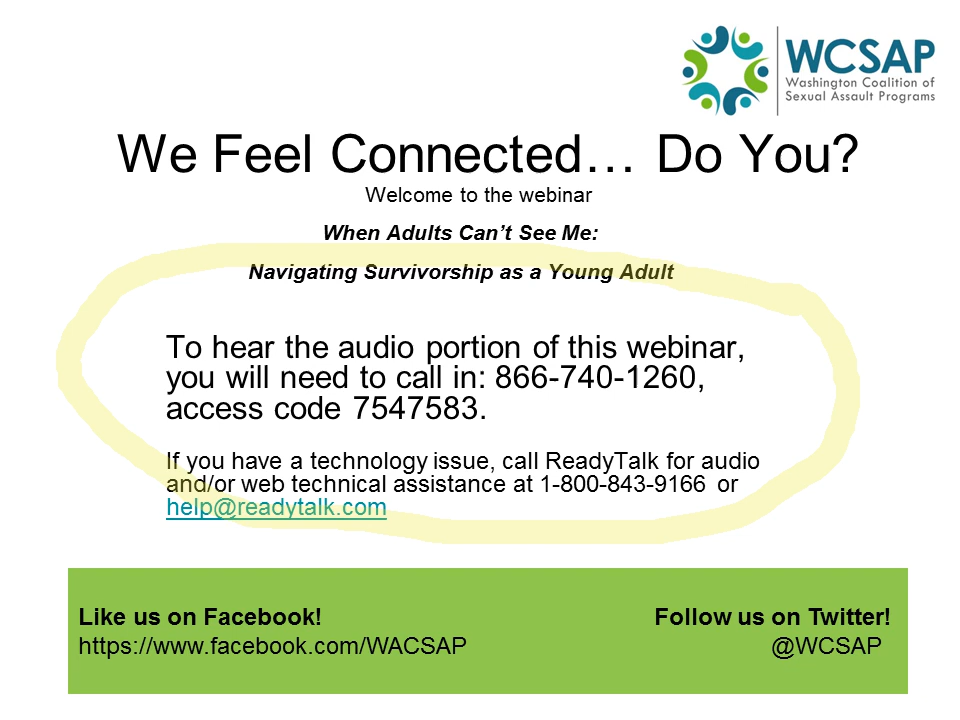 WCSAP
Washington Coalition of
Sexual Assault Programs
We Feel Connected… Do You?
Welcome to the webinar
When Adults Can’t See Me:
Navigating Survivorship as a Young Adult
To hear the audio portion of this webinar,
you will need to call in: 866-740-1260,
access code 7547583.
If you have a technology issue, call ReadyTalk for audio
and/or web technical assistance at 1-800-843-9166 or
help@readytalk.com
Like us on Facebook!
https://www.facebook.com/WACSAP
Follow us on Twitter!
@WCSAP